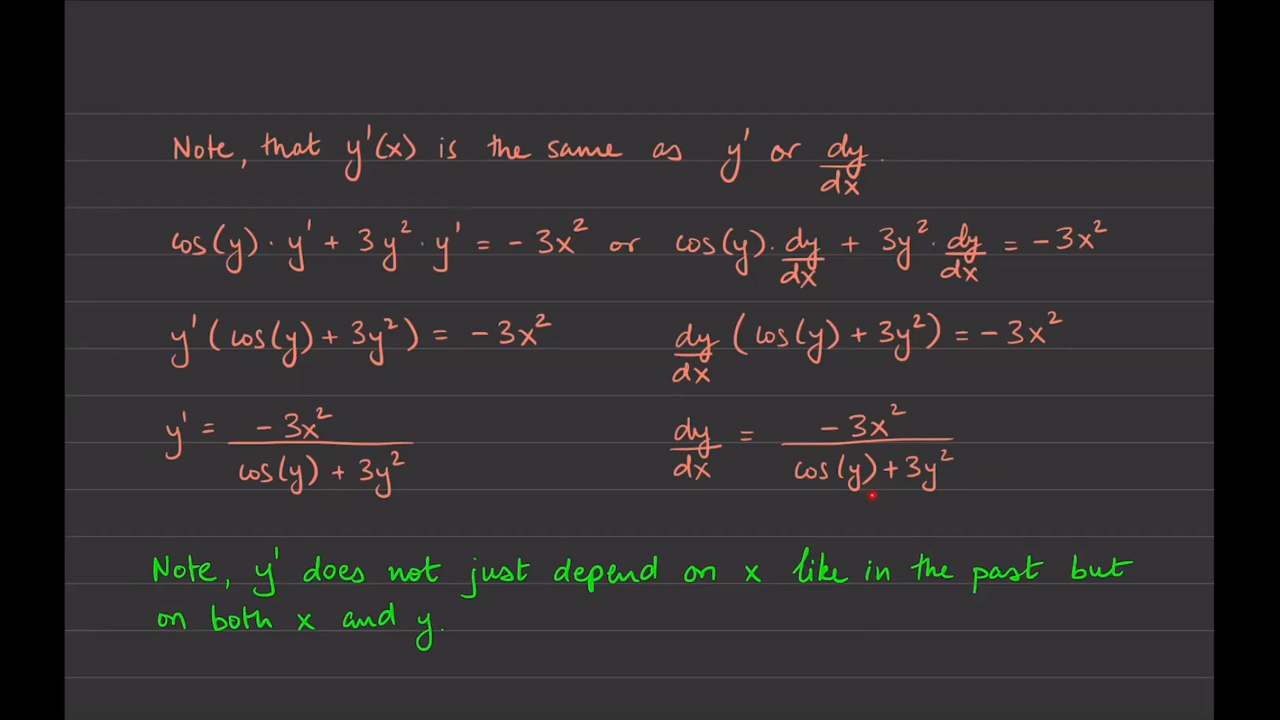 Note, that y'(x) is the same as y' or dy/dx.
cos(y)·y' + 3y²·y' = -3x² or cos(y)·dy/dx + 3y²·dy/dx = -3x²
y'(cos(y) + 3y²) = -3x² dy/dx (cos(y) + 3y²) = -3x²
y' = -3x² / cos(y) + 3y² dy/dx = -3x² / cos(y) + 3y²
Note, y' does not just depend on x like in the past but
on both x and y.